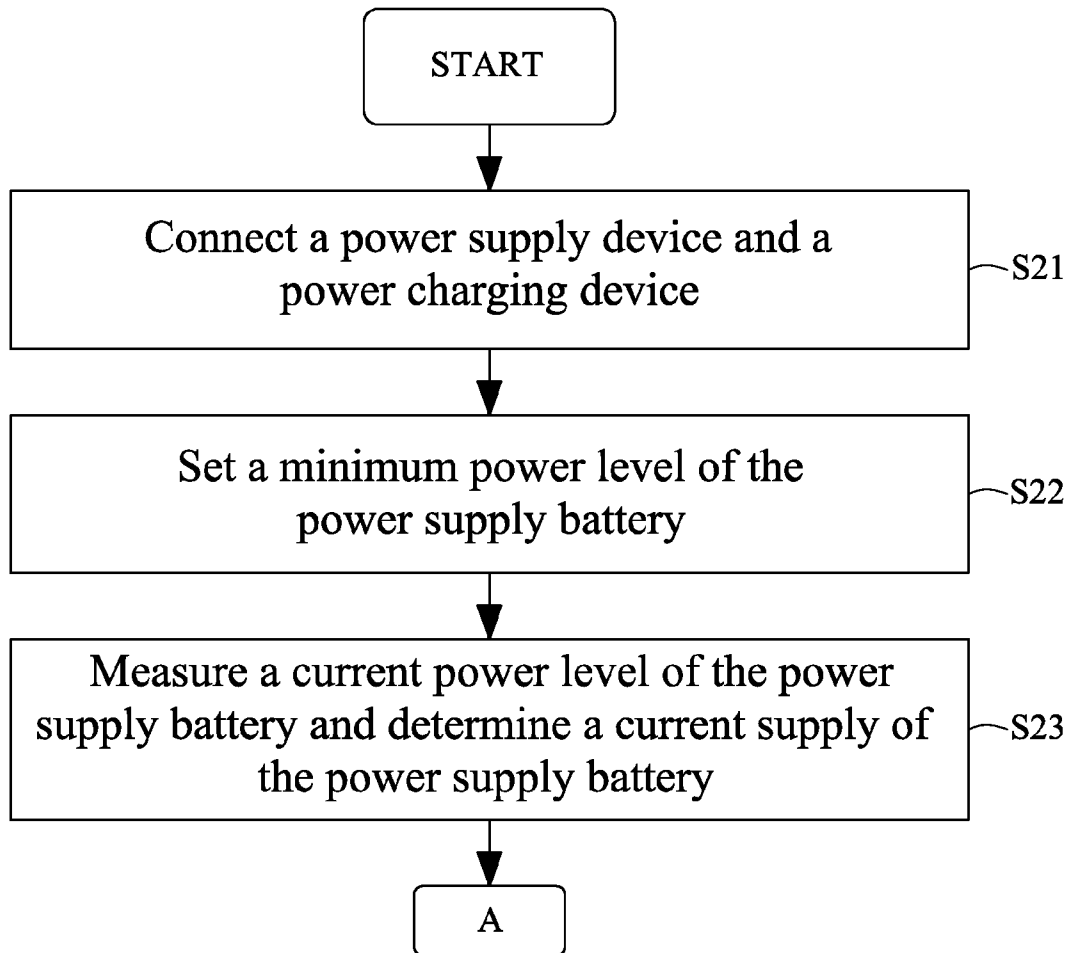 START
Connect a power supply device and a
power charging device
S21
Set a minimum power level of the
power supply battery
S22
Measure a current power level of the power
supply battery and determine a current supply of
the power supply battery
S23
A